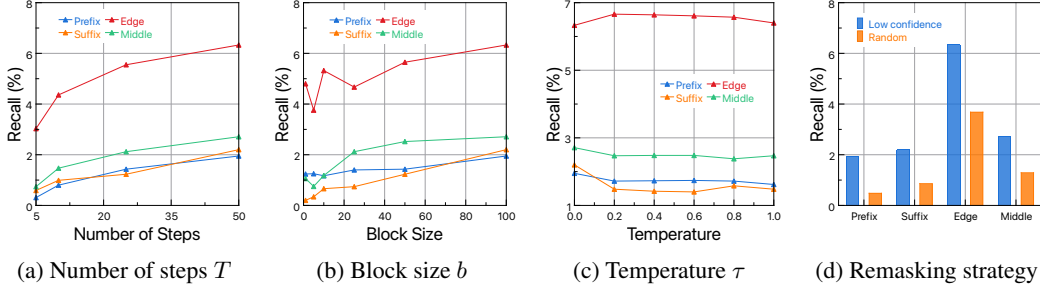 Recall (%)
8
6
4
2
0
Prefix
Edge
Suffix
Middle
5
20
35
50
Number of Steps
(a) Number of steps T
Recall (%)
8
6
4
2
0
Prefix
Edge
Suffix
Middle
0
20
40
60
80
100
Block Size
(b) Block size b
Recall (%)
7
5
3
1
Prefix
Edge
Suffix
Middle
0.0
0.2
0.4
0.6
0.8
1.0
Temperature
(c) Temperature τ
Recall (%)
8
6
4
2
0
Low confidence
Random
Prefix
Suffix
Edge
Middle
(d) Remasking strategy